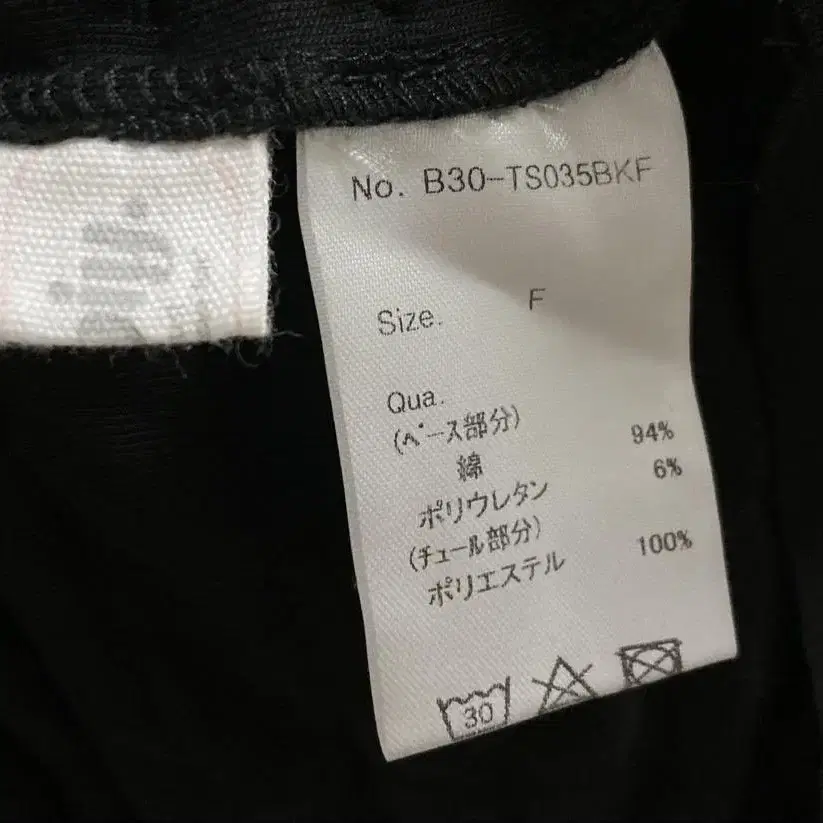 No. B30-TS035BKF
Size. F
Qua.
(ベース部分)
綿 94%
ポリウレタン 6%
(チュール部分)
ポリエステル 100%
30